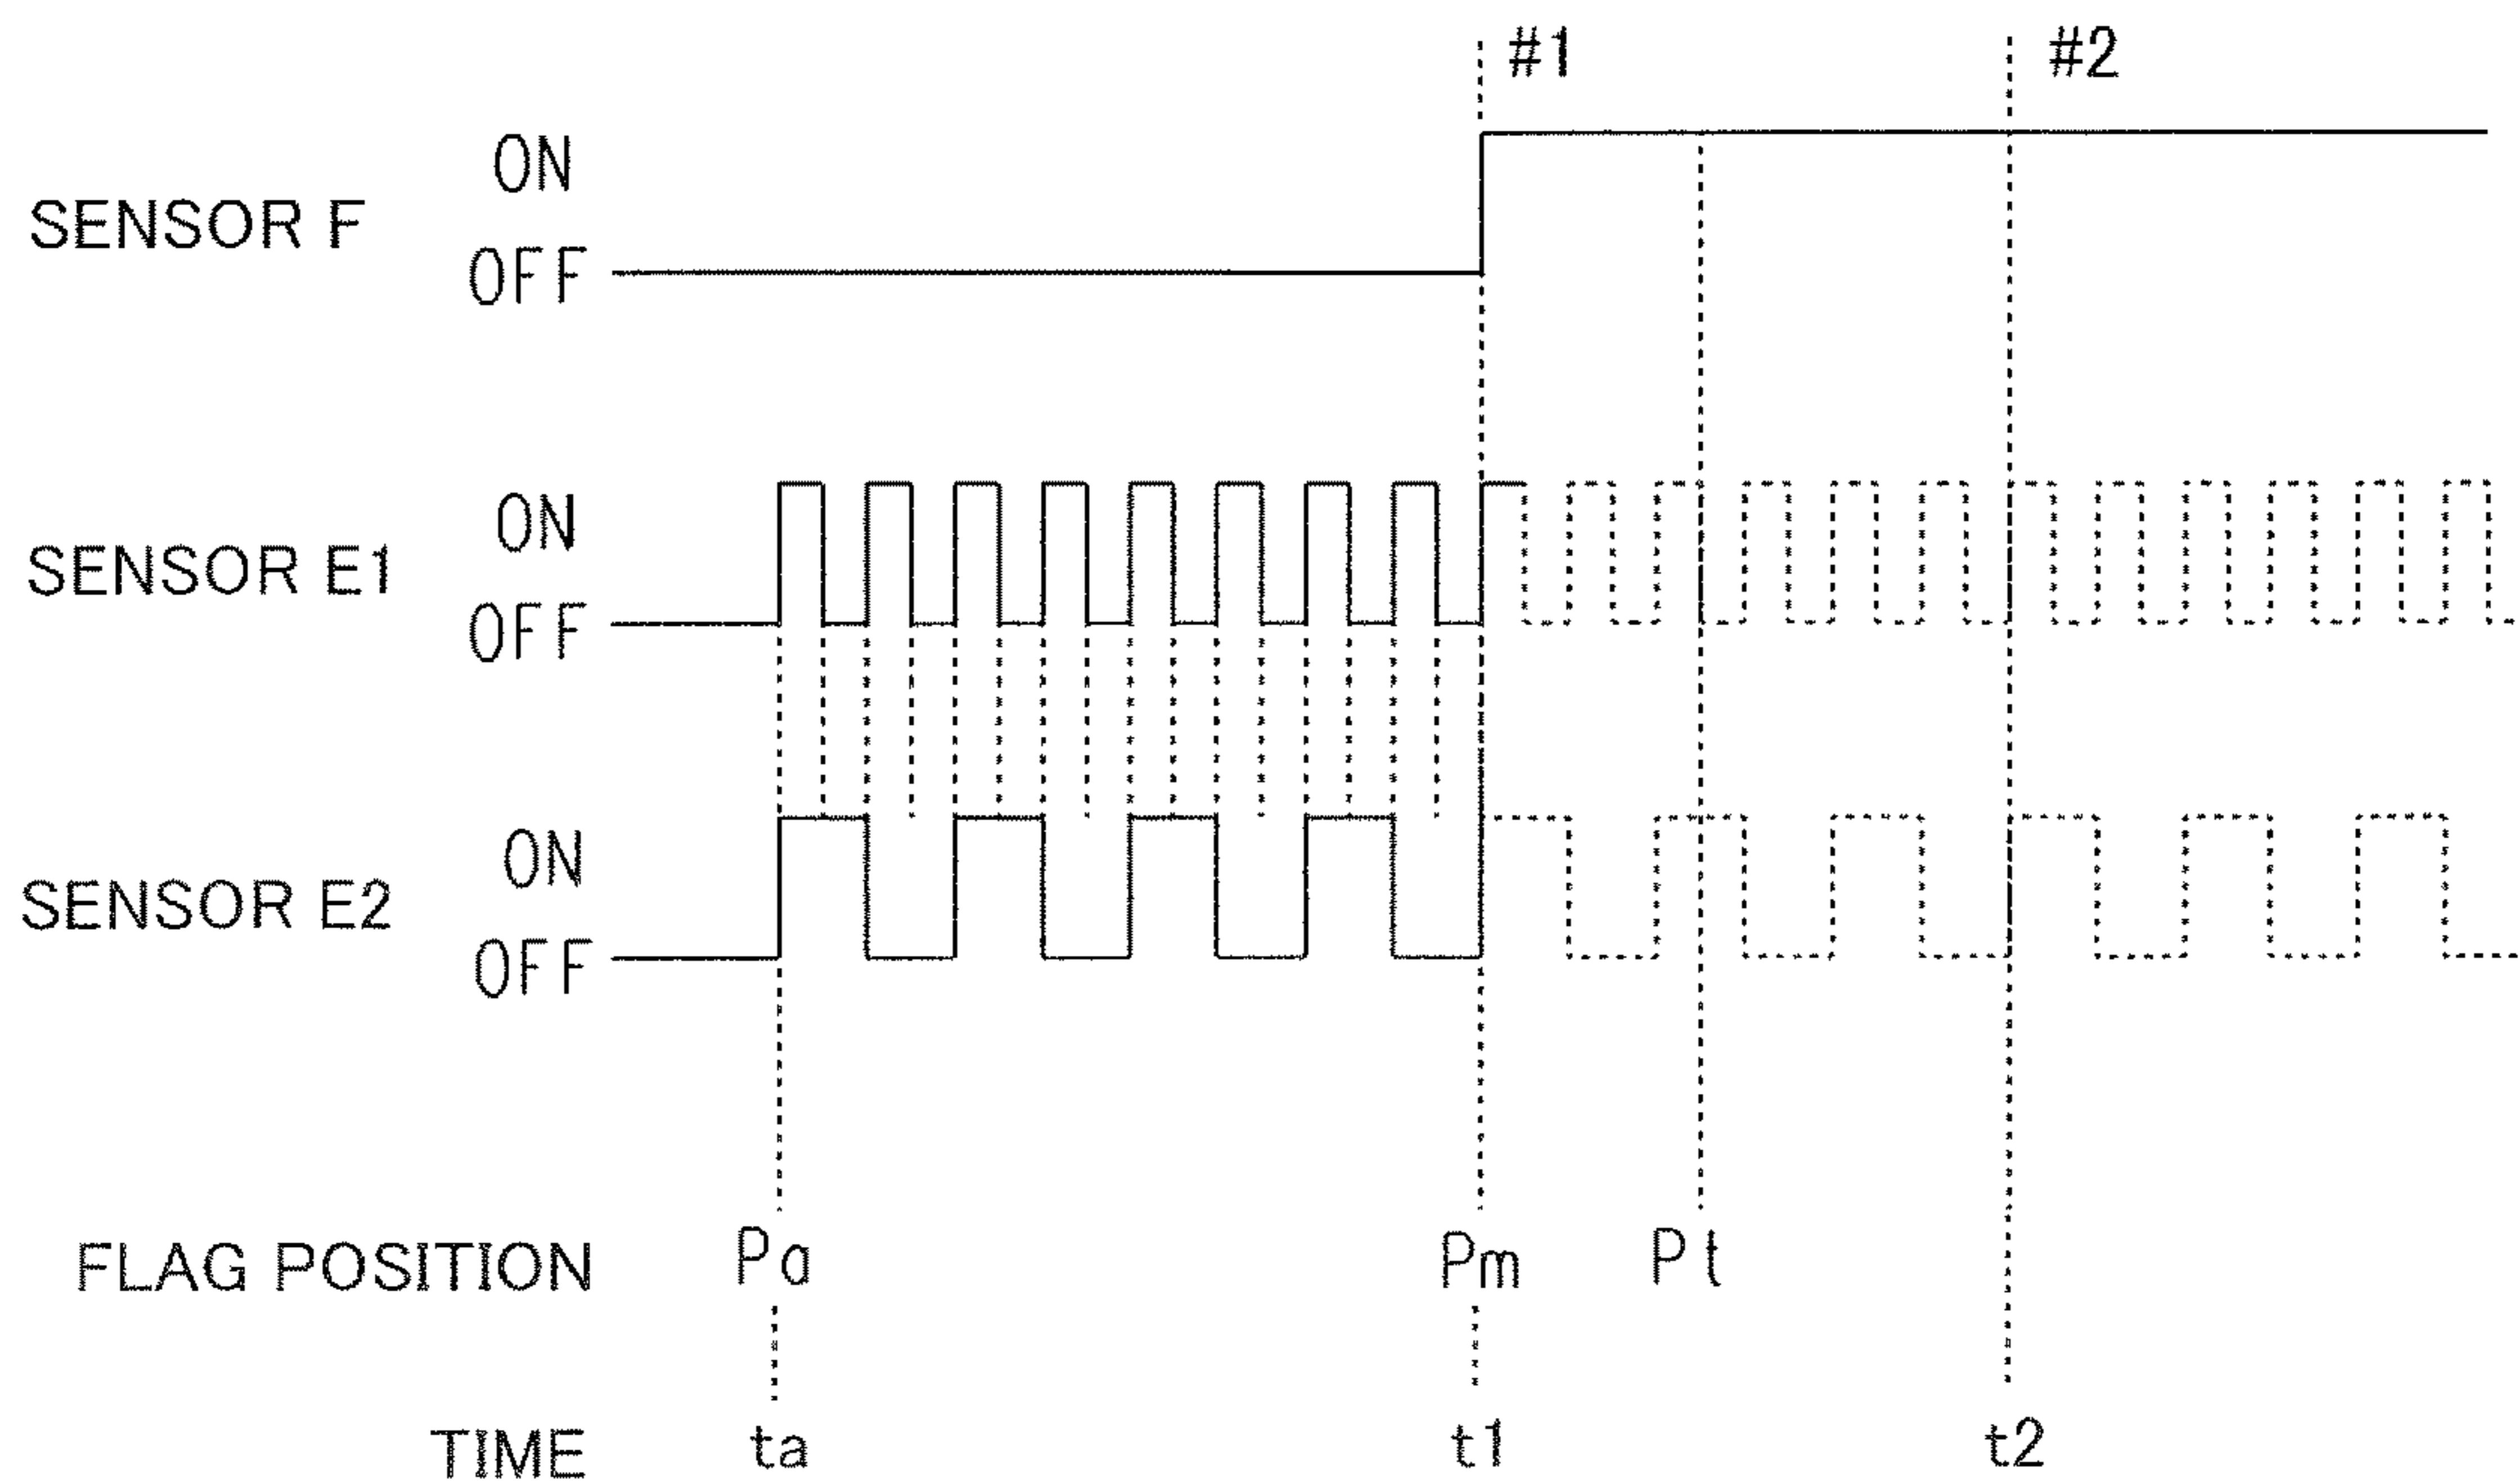 #1 #2
ON
SENSOR F
OFF
ON
SENSOR E1
OFF
ON
SENSOR E2
OFF
FLAG POSITION Pa Pm Pt
TIME ta t1 t2